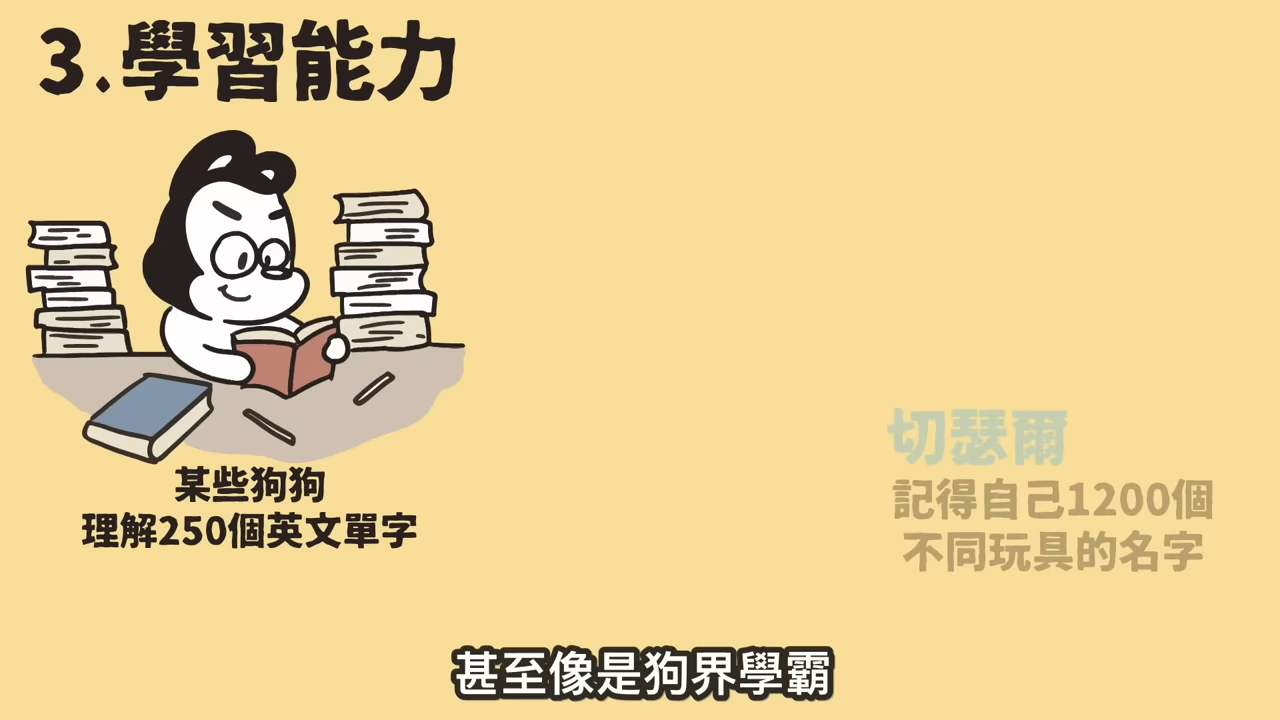 3.學習能力
某些狗狗
理解250個英文單字
切瑟爾
記得自己1200個
不同玩具的名字
甚至像是狗界學霸